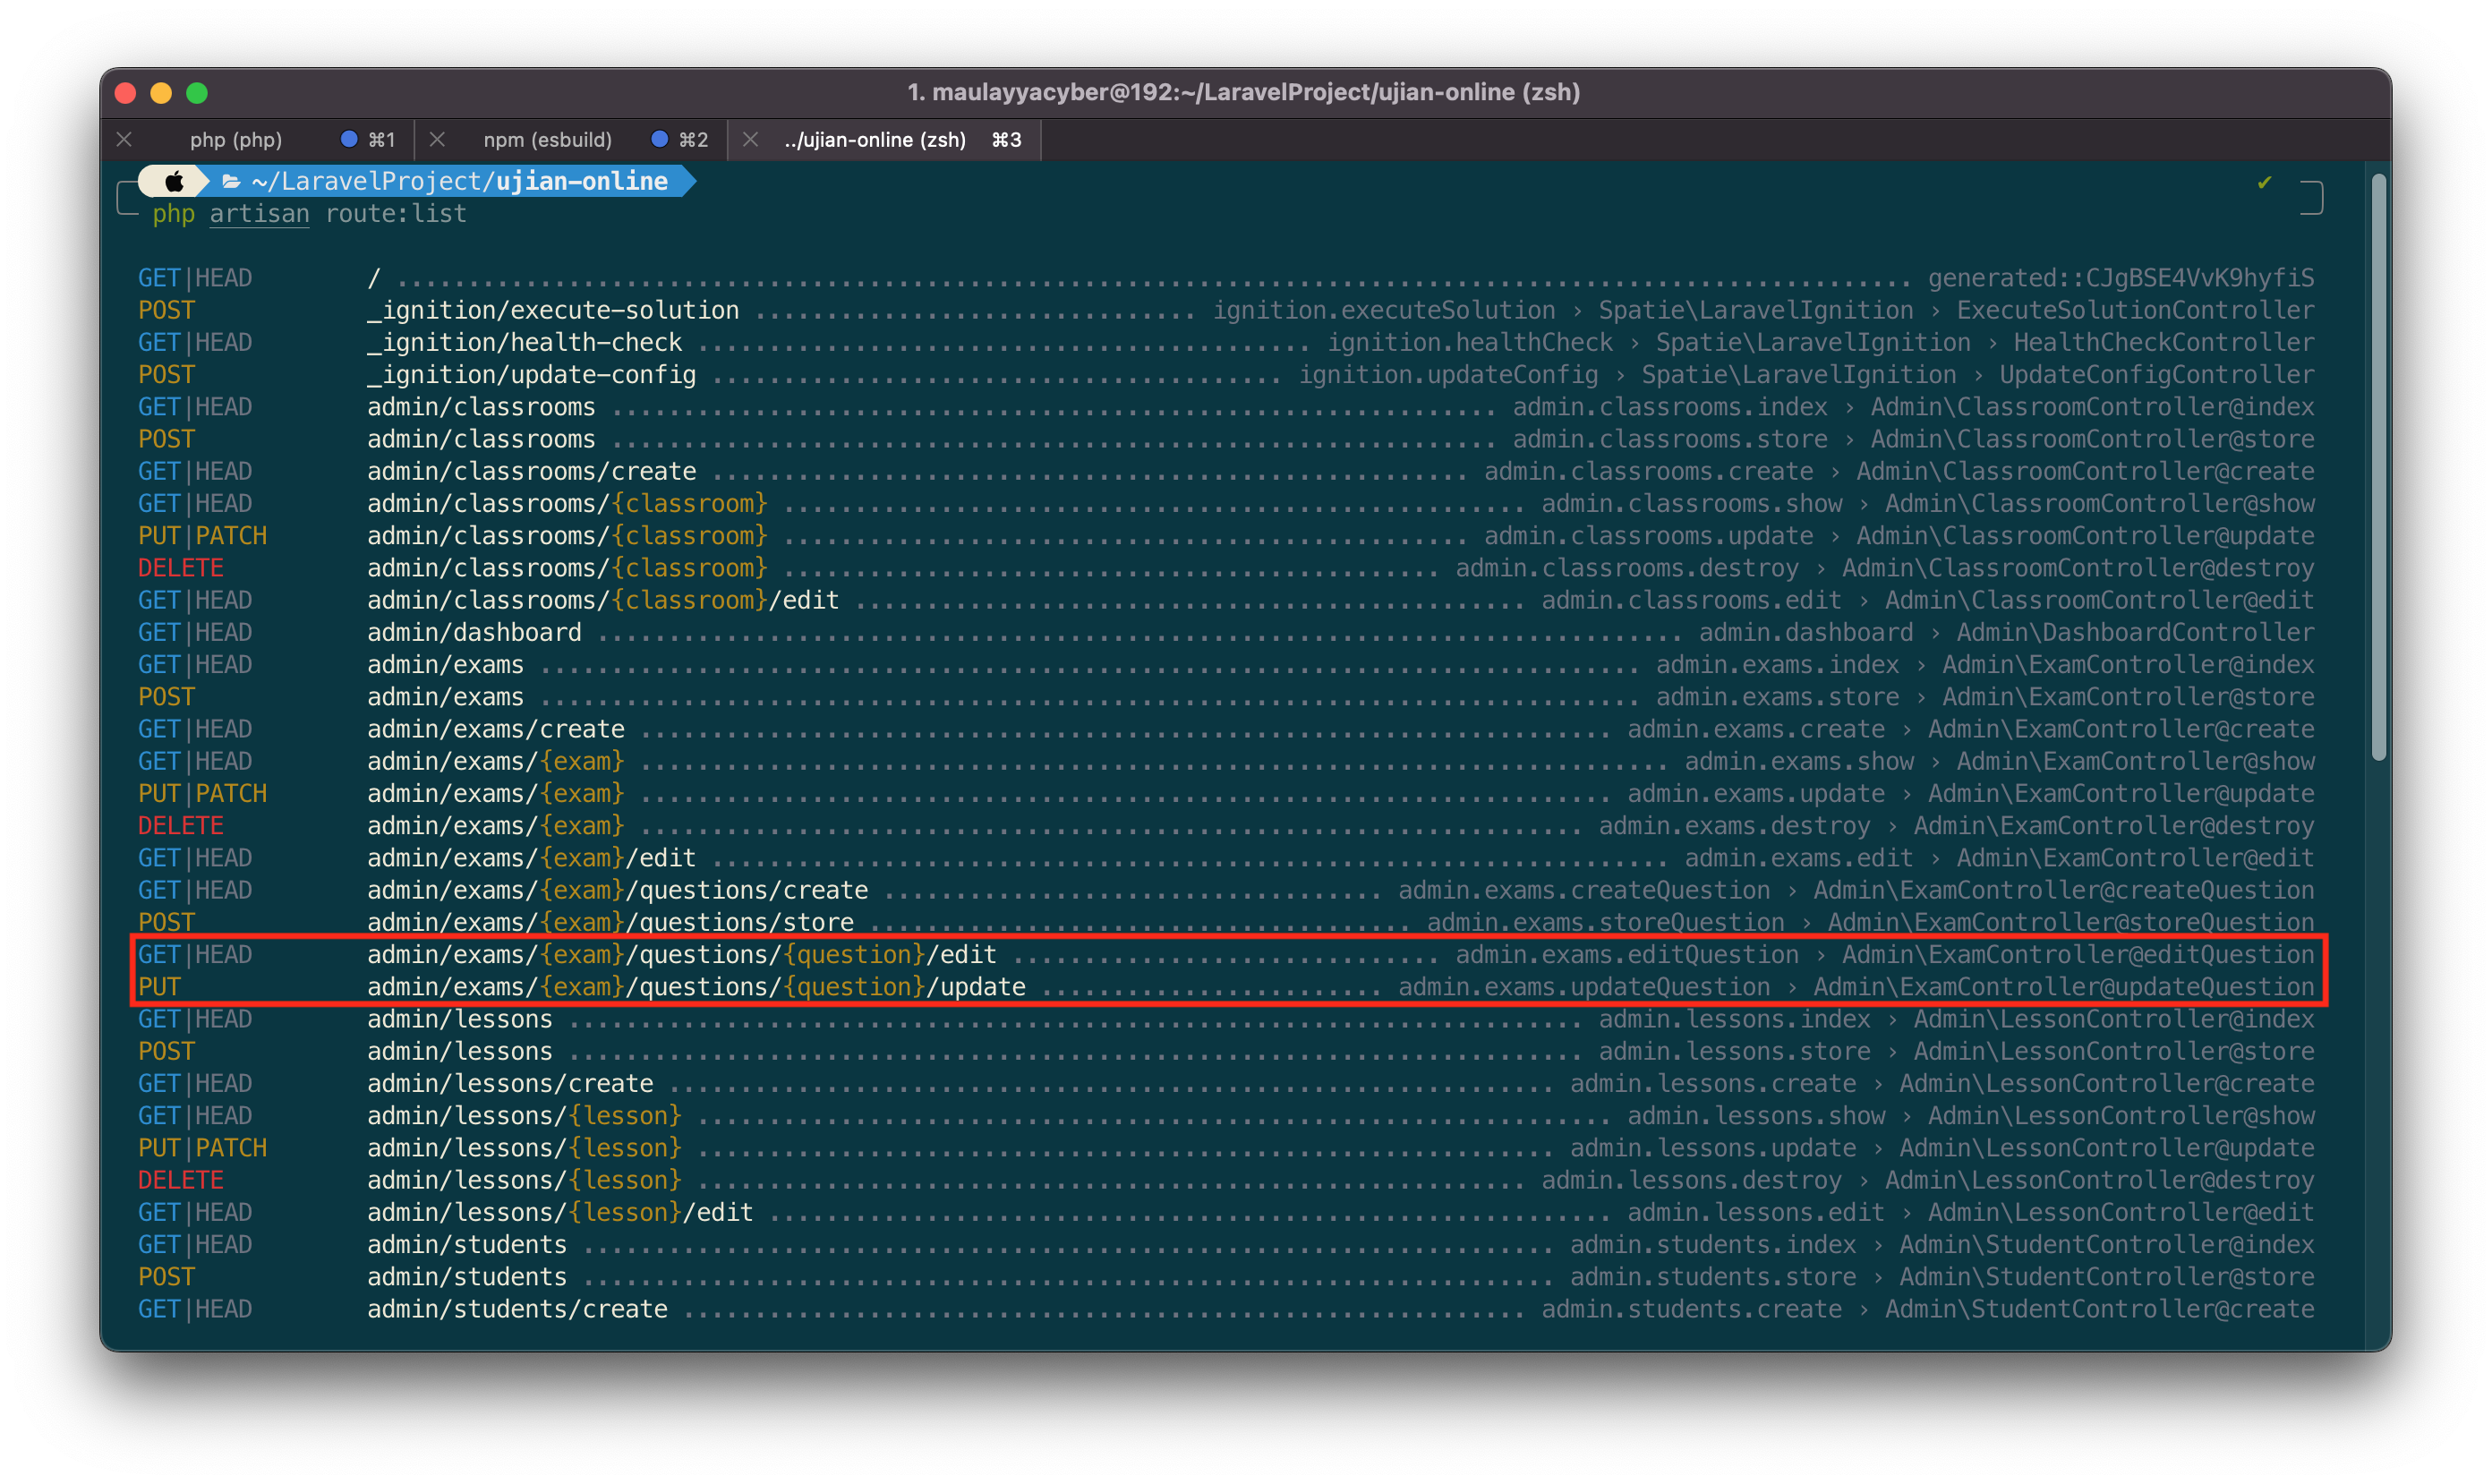 1. maulayyacyber@192:~/LaravelProject/ujian-online (zsh)
php (php) ⌘1 npm (esbuild) ⌘2 ../ujian-online (zsh) ⌘3
~/LaravelProject/ujian-online ✔
php artisan route:list
GET|HEAD / ........ generated::CJgBSE4VvK9hyfiS
POST _ignition/execute-solution ........ ignition.executeSolution › Spatie\LaravelIgnition › ExecuteSolutionController
GET|HEAD _ignition/health-check ........ ignition.healthCheck › Spatie\LaravelIgnition › HealthCheckController
POST _ignition/update-config ........ ignition.updateConfig › Spatie\LaravelIgnition › UpdateConfigController
GET|HEAD admin/classrooms ........ admin.classrooms.index › Admin\ClassroomController@index
POST admin/classrooms ........ admin.classrooms.store › Admin\ClassroomController@store
GET|HEAD admin/classrooms/create ........ admin.classrooms.create › Admin\ClassroomController@create
GET|HEAD admin/classrooms/{classroom} ........ admin.classrooms.show › Admin\ClassroomController@show
PUT|PATCH admin/classrooms/{classroom} ........ admin.classrooms.update › Admin\ClassroomController@update
DELETE admin/classrooms/{classroom} ........ admin.classrooms.destroy › Admin\ClassroomController@destroy
GET|HEAD admin/classrooms/{classroom}/edit ........ admin.classrooms.edit › Admin\ClassroomController@edit
GET|HEAD admin/dashboard ........ admin.dashboard › Admin\DashboardController
GET|HEAD admin/exams ........ admin.exams.index › Admin\ExamController@index
POST admin/exams ........ admin.exams.store › Admin\ExamController@store
GET|HEAD admin/exams/create ........ admin.exams.create › Admin\ExamController@create
GET|HEAD admin/exams/{exam} ........ admin.exams.show › Admin\ExamController@show
PUT|PATCH admin/exams/{exam} ........ admin.exams.update › Admin\ExamController@update
DELETE admin/exams/{exam} ........ admin.exams.destroy › Admin\ExamController@destroy
GET|HEAD admin/exams/{exam}/edit ........ admin.exams.edit › Admin\ExamController@edit
GET|HEAD admin/exams/{exam}/questions/create ........ admin.exams.createQuestion › Admin\ExamController@createQuestion
POST admin/exams/{exam}/questions/store ........ admin.exams.storeQuestion › Admin\ExamController@storeQuestion
GET|HEAD admin/exams/{exam}/questions/{question}/edit ........ admin.exams.editQuestion › Admin\ExamController@editQuestion
PUT admin/exams/{exam}/questions/{question}/update ........ admin.exams.updateQuestion › Admin\ExamController@updateQuestion
GET|HEAD admin/lessons ........ admin.lessons.index › Admin\LessonController@index
POST admin/lessons ........ admin.lessons.store › Admin\LessonController@store
GET|HEAD admin/lessons/create ........ admin.lessons.create › Admin\LessonController@create
GET|HEAD admin/lessons/{lesson} ........ admin.lessons.show › Admin\LessonController@show
PUT|PATCH admin/lessons/{lesson} ........ admin.lessons.update › Admin\LessonController@update
DELETE admin/lessons/{lesson} ........ admin.lessons.destroy › Admin\LessonController@destroy
GET|HEAD admin/lessons/{lesson}/edit ........ admin.lessons.edit › Admin\LessonController@edit
GET|HEAD admin/students ........ admin.students.index › Admin\StudentController@index
POST admin/students ........ admin.students.store › Admin\StudentController@store
GET|HEAD admin/students/create ........ admin.students.create › Admin\StudentController@create